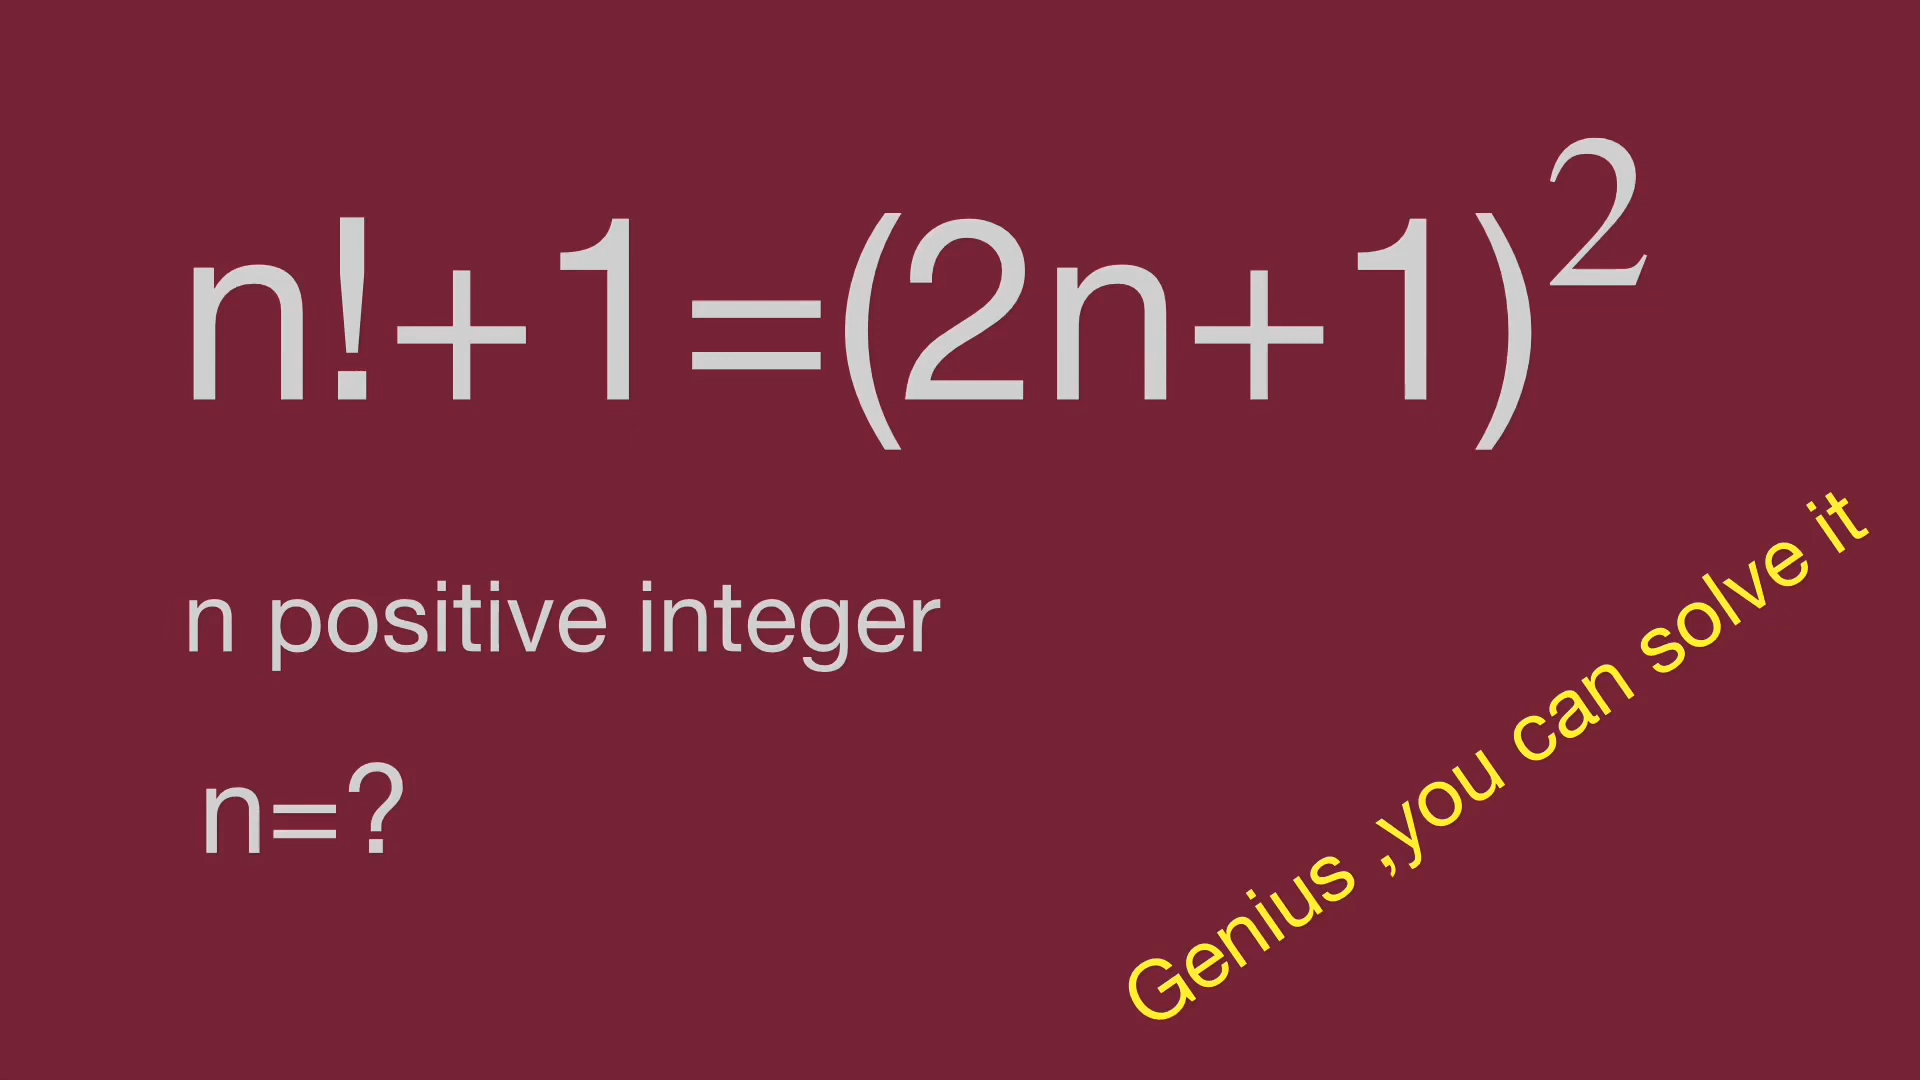 n!+1=(2n+1)²
n positive integer
n=?
Genius ,you can solve it